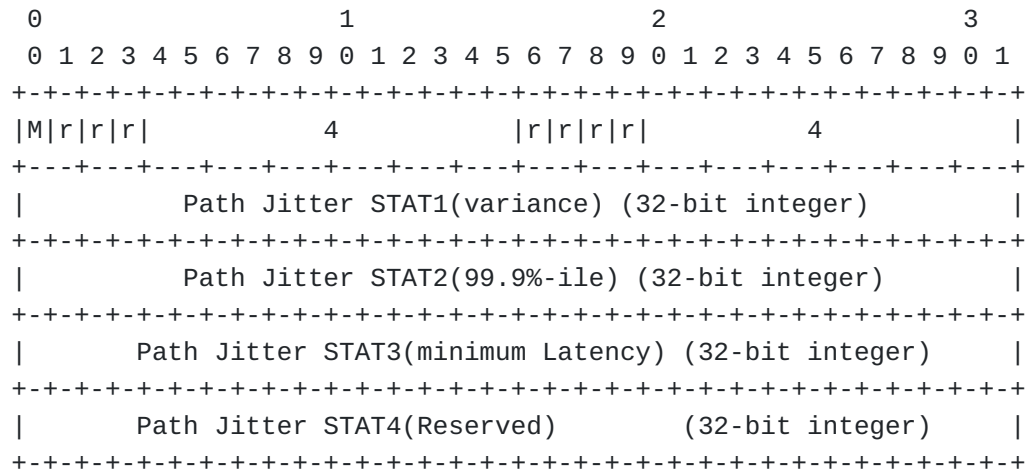 0                   1                   2                   3
 0 1 2 3 4 5 6 7 8 9 0 1 2 3 4 5 6 7 8 9 0 1 2 3 4 5 6 7 8 9 0 1
+-+-+-+-+-+-+-+-+-+-+-+-+-+-+-+-+-+-+-+-+-+-+-+-+-+-+-+-+-+-+-+-+
|M|r|r|r|           4           |r|r|r|r|          4            |
+---+---+---+---+---+---+---+---+---+---+---+---+---+---+---+---+
|          Path Jitter STAT1(variance) (32-bit integer)         |
+-+-+-+-+-+-+-+-+-+-+-+-+-+-+-+-+-+-+-+-+-+-+-+-+-+-+-+-+-+-+-+-+
|          Path Jitter STAT2(99.9%-ile) (32-bit integer)        |
+-+-+-+-+-+-+-+-+-+-+-+-+-+-+-+-+-+-+-+-+-+-+-+-+-+-+-+-+-+-+-+-+
|       Path Jitter STAT3(minimum Latency) (32-bit integer)     |
+-+-+-+-+-+-+-+-+-+-+-+-+-+-+-+-+-+-+-+-+-+-+-+-+-+-+-+-+-+-+-+-+
|       Path Jitter STAT4(Reserved)        (32-bit integer)     |
+-+-+-+-+-+-+-+-+-+-+-+-+-+-+-+-+-+-+-+-+-+-+-+-+-+-+-+-+-+-+-+-+